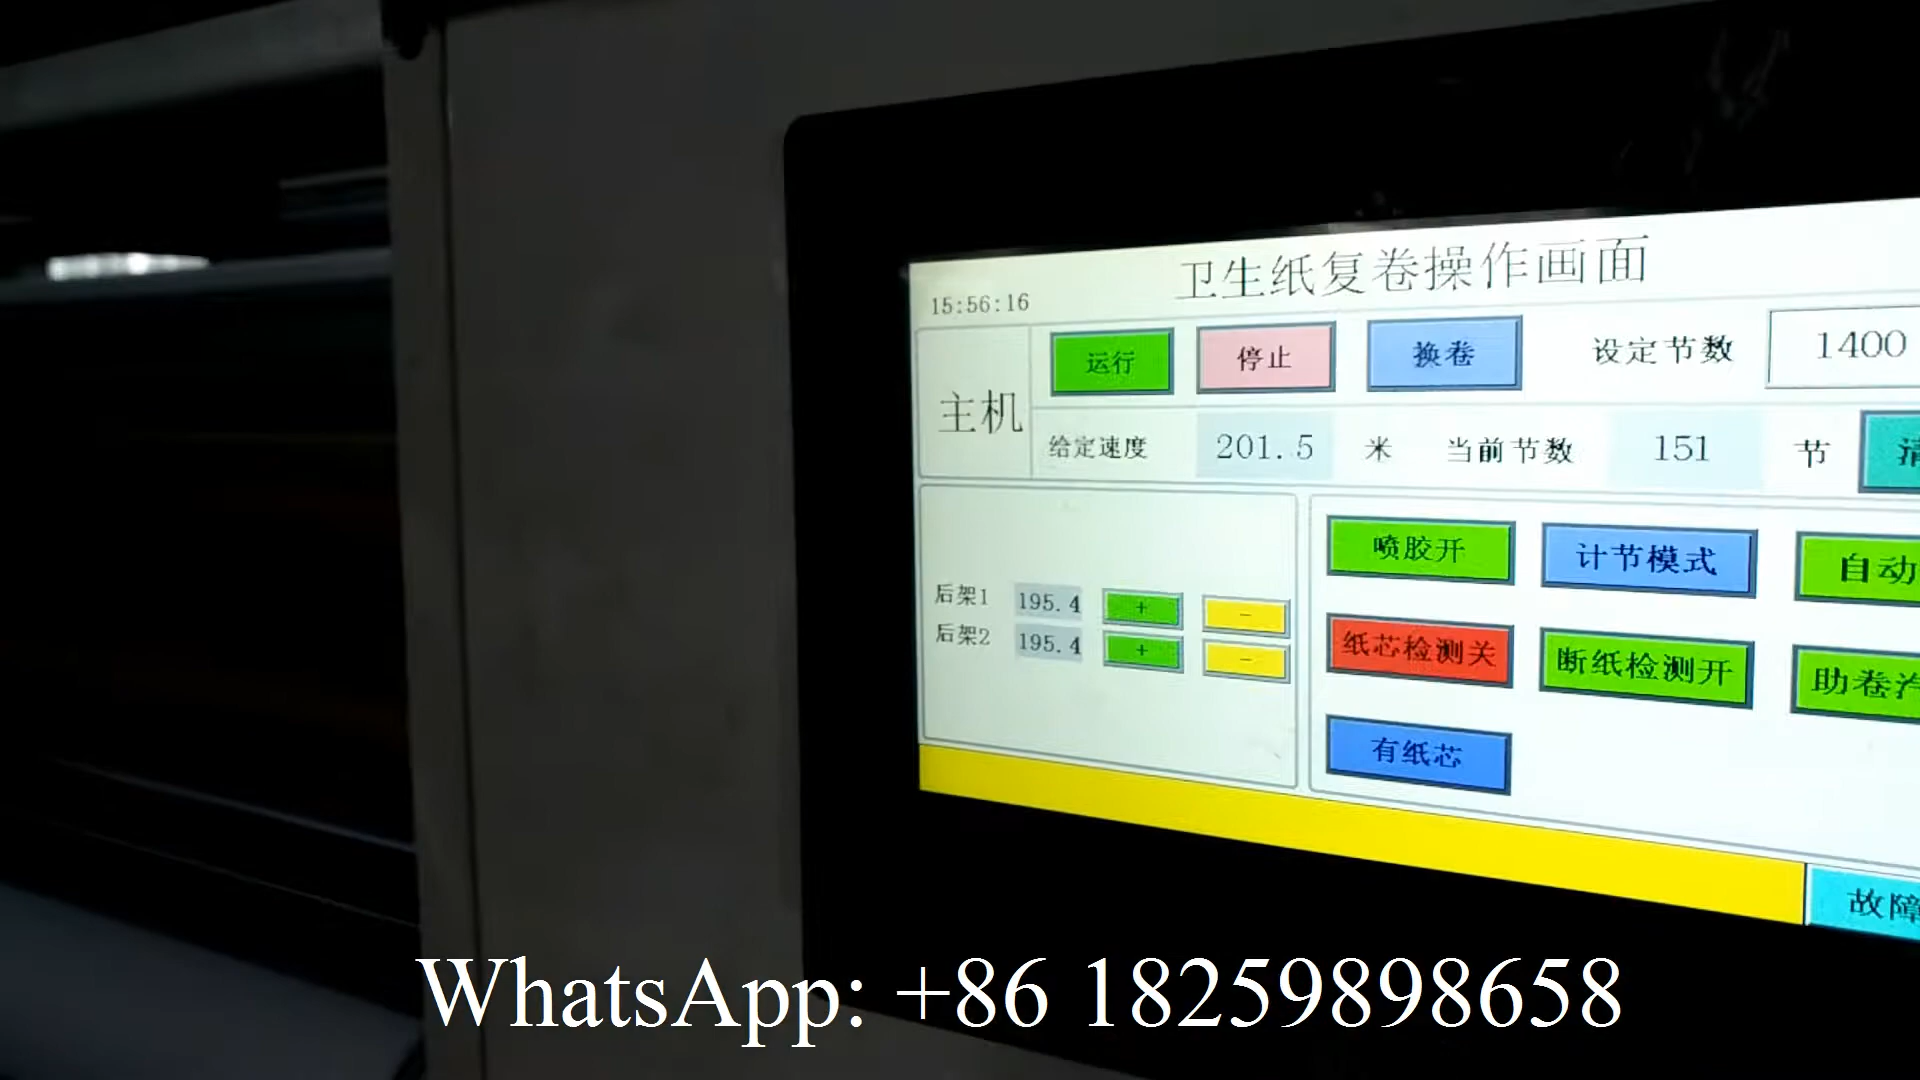 卫生纸复卷操作画面
15:56:16
主机
运行 停止 换卷 设定节数 1400
给定速度 201.5 米 当前节数 151 节 清
后架1 195.4 + -
后架2 195.4 + -
喷胶开 计节模式 自动
纸芯检测关 断纸检测开 助卷
有纸芯
故障
WhatsApp: +86 18259898658